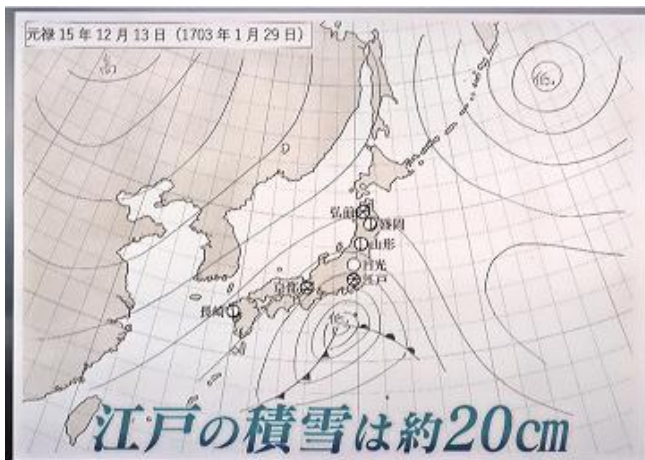 元禄15年12月13日(1703年1月29日)
高
低
弘前
盛岡
山形
日光
江戸
京都
長崎
低
江戸の積雪は約20cm